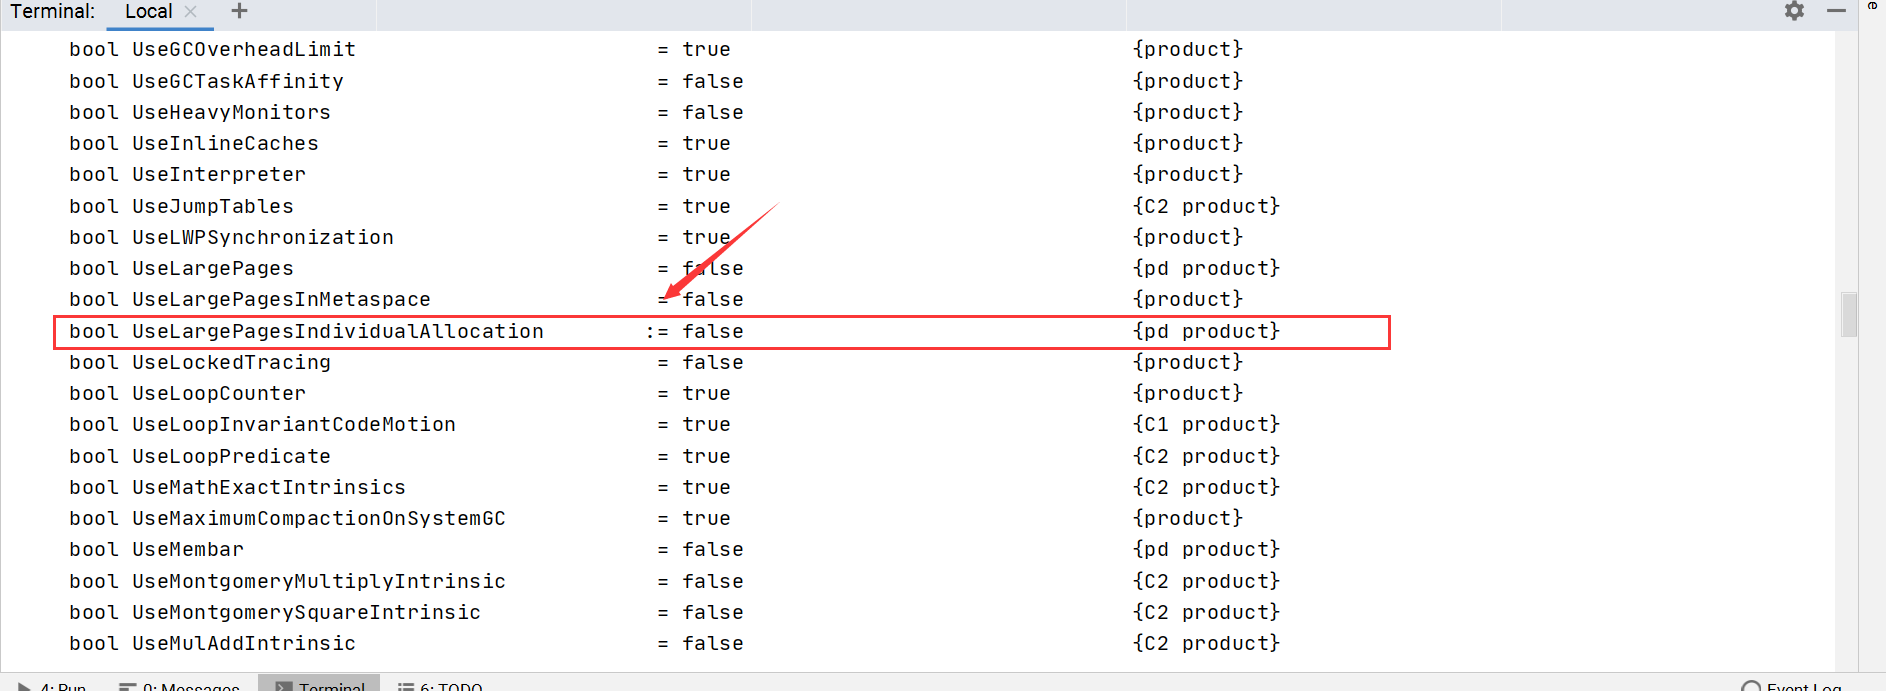 Terminal: Local × +
bool UseGCOverheadLimit = true {product}
bool UseGCTaskAffinity = false {product}
bool UseHeavyMonitors = false {product}
bool UseInlineCaches = true {product}
bool UseInterpreter = true {product}
bool UseJumpTables = true {C2 product}
bool UseLWPSynchronization = true {product}
bool UseLargePages = false {pd product}
bool UseLargePagesInMetaspace = false {product}
bool UseLargePagesIndividualAllocation := false {pd product}
bool UseLockedTracing = false {product}
bool UseLoopCounter = true {product}
bool UseLoopInvariantCodeMotion = true {C1 product}
bool UseLoopPredicate = true {C2 product}
bool UseMathExactIntrinsics = true {C2 product}
bool UseMaximumCompactionOnSystemGC = true {product}
bool UseMembar = false {pd product}
bool UseMontgomeryMultiplyIntrinsic = false {C2 product}
bool UseMontgomerySquareIntrinsic = false {C2 product}
bool UseMulAddIntrinsic = false {C2 product}
4: Run 0: Messages Terminal 6: TODO Event Log